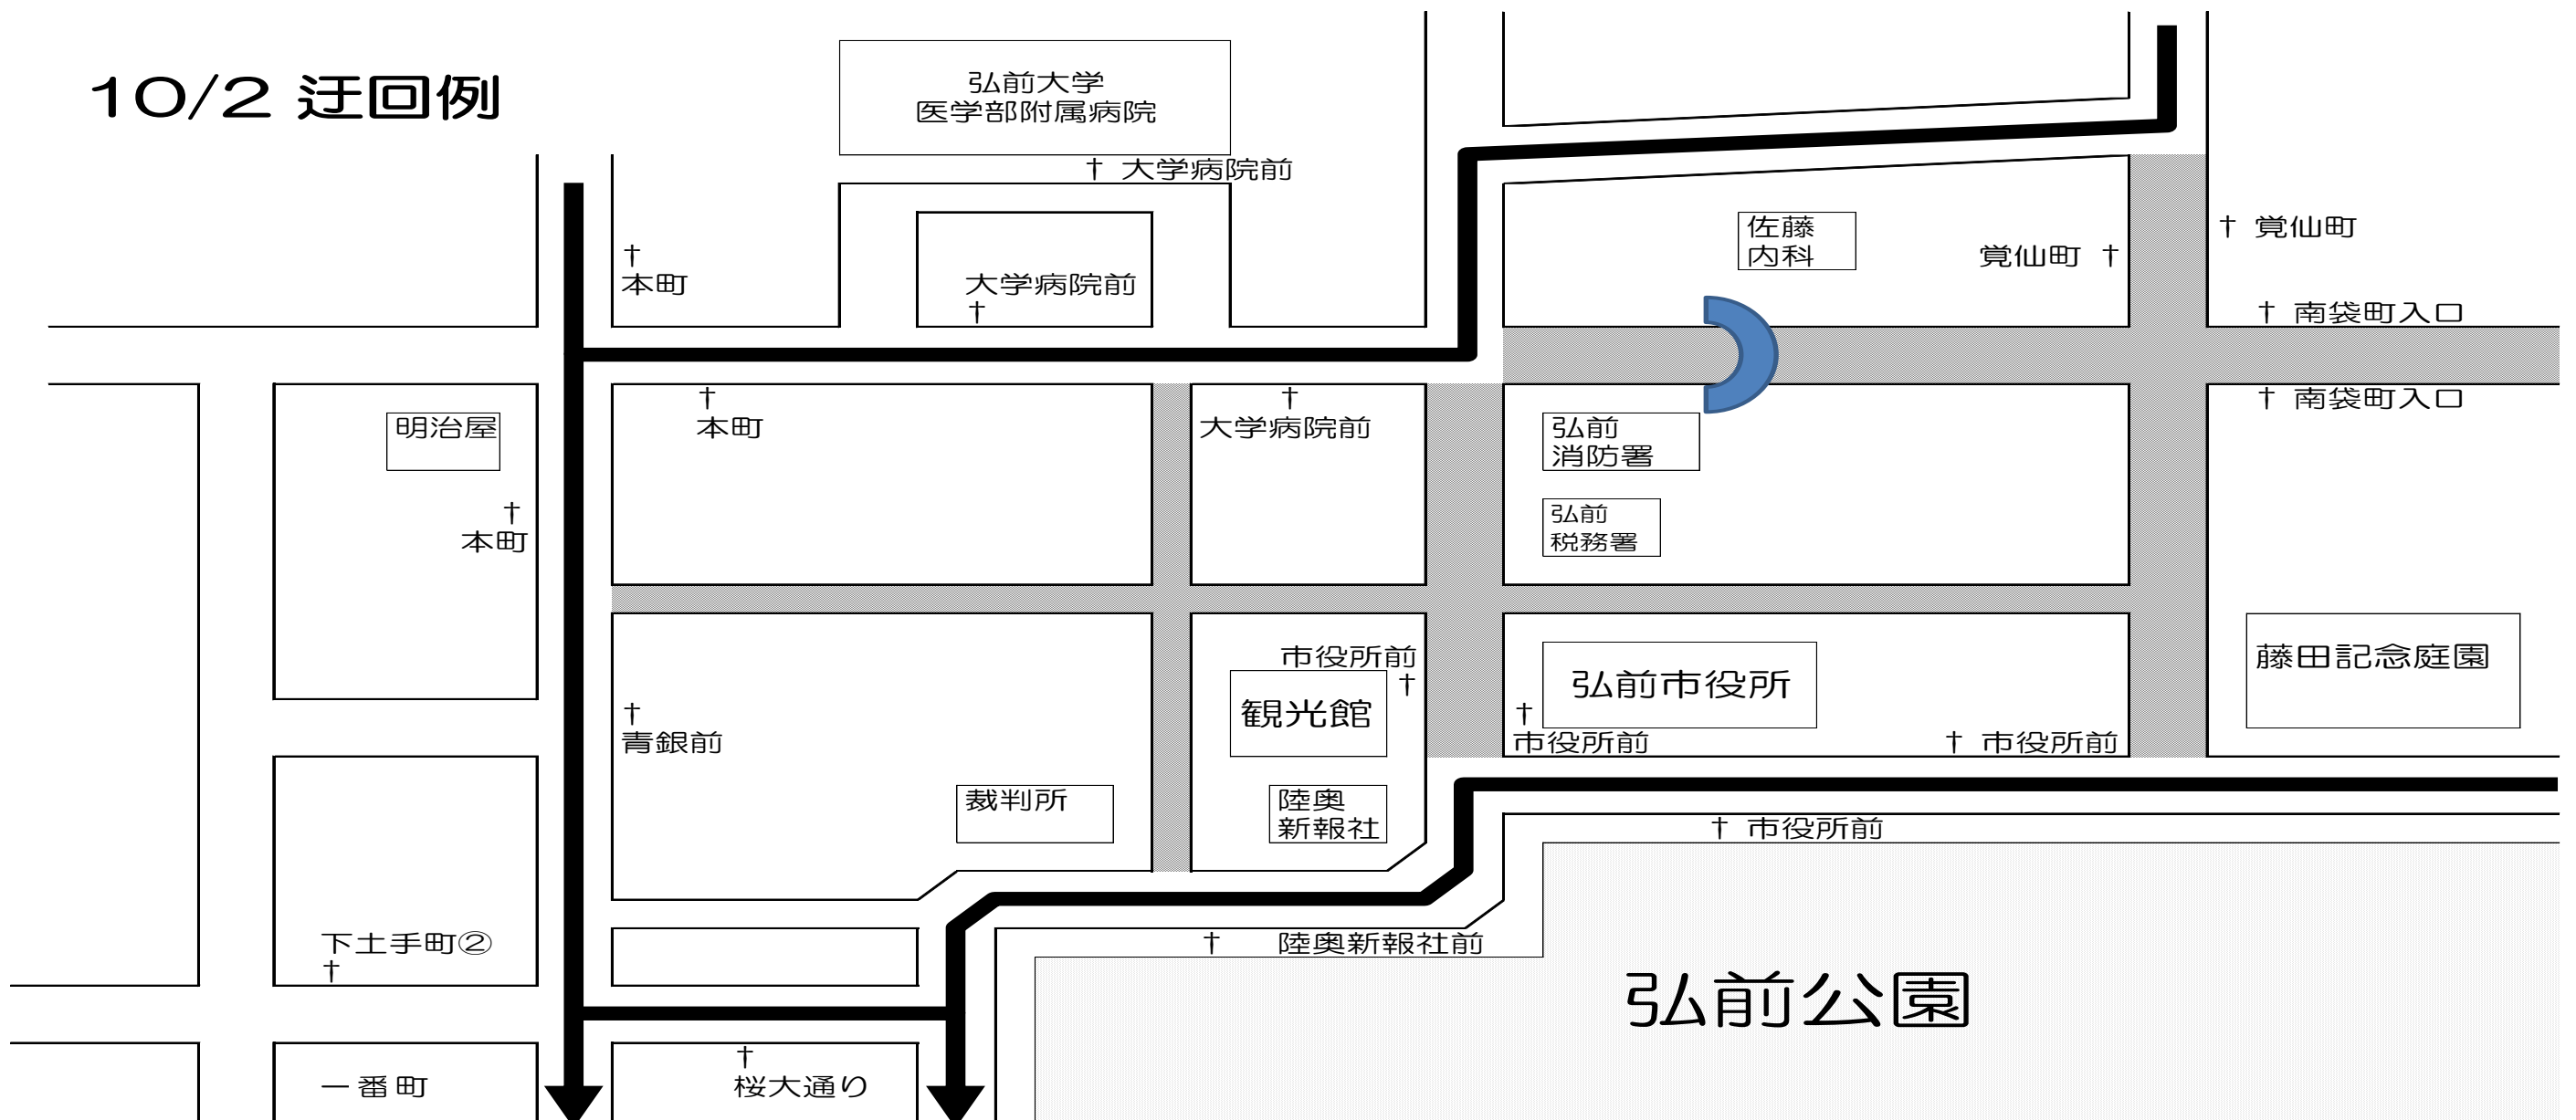 10/2 迂回例
弘前大学
医学部附属病院
† 大学病院前
†
本町
大学病院前
†
佐藤
内科
覚仙町 †
† 覚仙町
† 南袋町入口
† 南袋町入口
明治屋
†
本町
†
本町
†
大学病院前
弘前
消防署
弘前
税務署
市役所前
†
観光館
†
市役所前
弘前市役所
† 市役所前
藤田記念庭園
†
青銀前
裁判所
陸奥
新報社
† 市役所前
下土手町②
†
† 陸奥新報社前
弘前公園
一番町
†
桜大通り